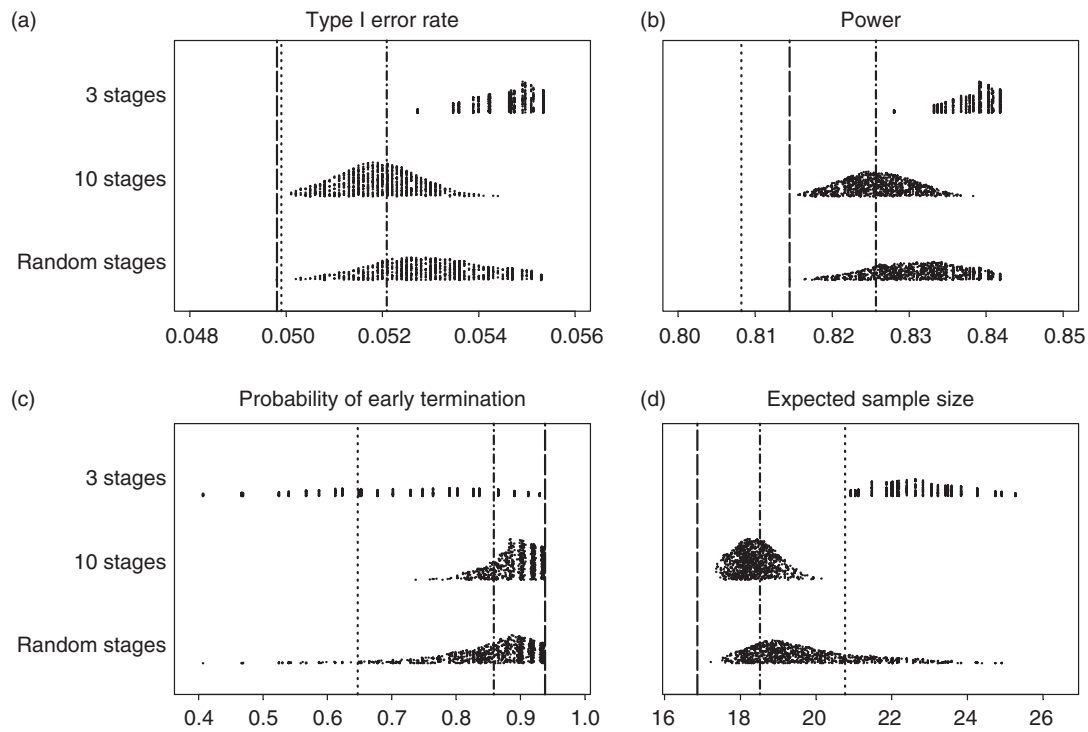 (a) Type I error rate
3 stages
10 stages
Random stages
0.048 0.050 0.052 0.054 0.056
(b) Power
0.80 0.81 0.82 0.83 0.84 0.85
(c) Probability of early termination
3 stages
10 stages
Random stages
0.4 0.5 0.6 0.7 0.8 0.9 1.0
(d) Expected sample size
16 18 20 22 24 26